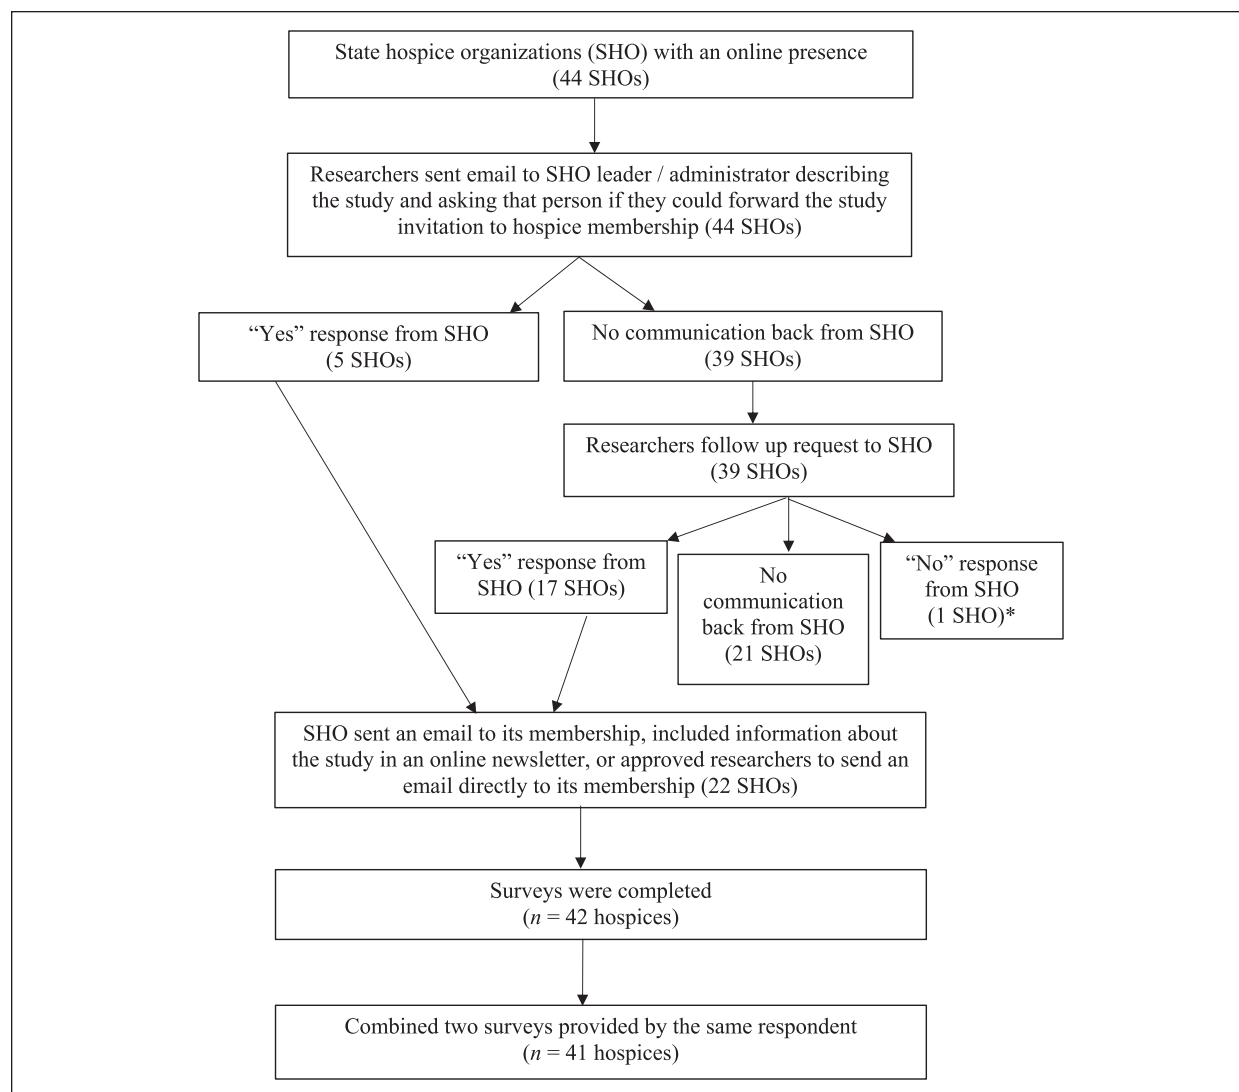 State hospice organizations (SHO) with an online presence
(44 SHOs)
Researchers sent email to SHO leader / administrator describing
the study and asking that person if they could forward the study
invitation to hospice membership (44 SHOs)
“Yes” response from SHO
(5 SHOs)
No communication back from SHO
(39 SHOs)
Researchers follow up request to SHO
(39 SHOs)
“Yes” response from
SHO (17 SHOs)
No
communication
back from SHO
(21 SHOs)
“No” response
from SHO
(1 SHO)*
SHO sent an email to its membership, included information about
the study in an online newsletter, or approved researchers to send an
email directly to its membership (22 SHOs)
Surveys were completed
(n = 42 hospices)
Combined two surveys provided by the same respondent
(n = 41 hospices)